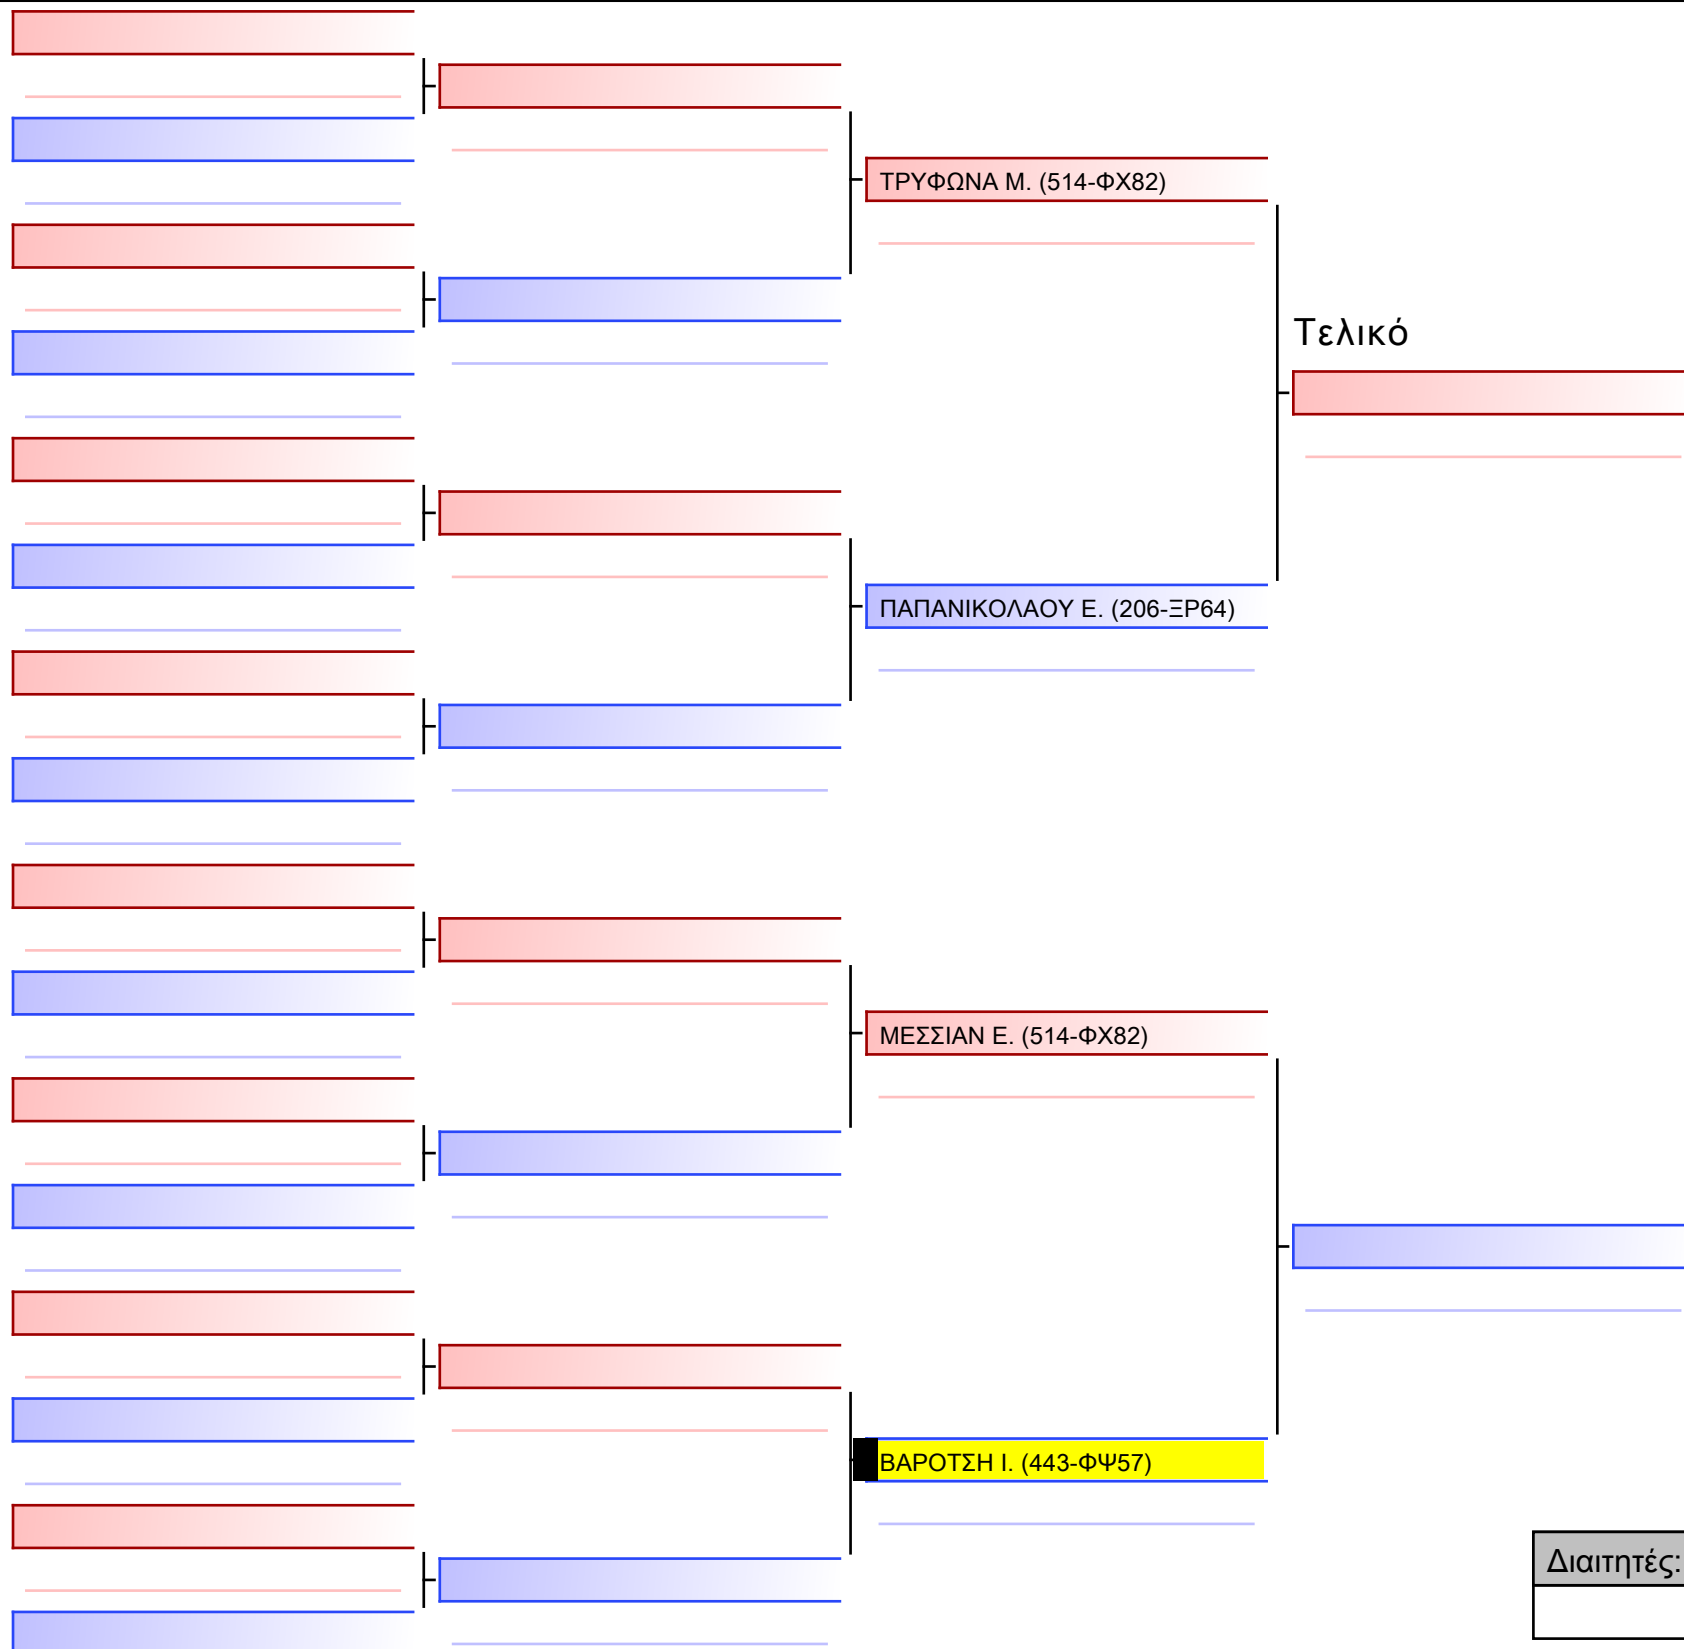 ΤΡΥΦΩΝΑ Μ. (514-ΦΧ82)
Τελικό
ΠΑΠΑΝΙΚΟΛΑΟΥ Ε. (206-ΞΡ64)
ΜΕΣΣΙΑΝ Ε. (514-ΦΧ82)
ΒΑΡΟΤΣΗ Ι. (443-ΦΨ57)
Διαιτητές: